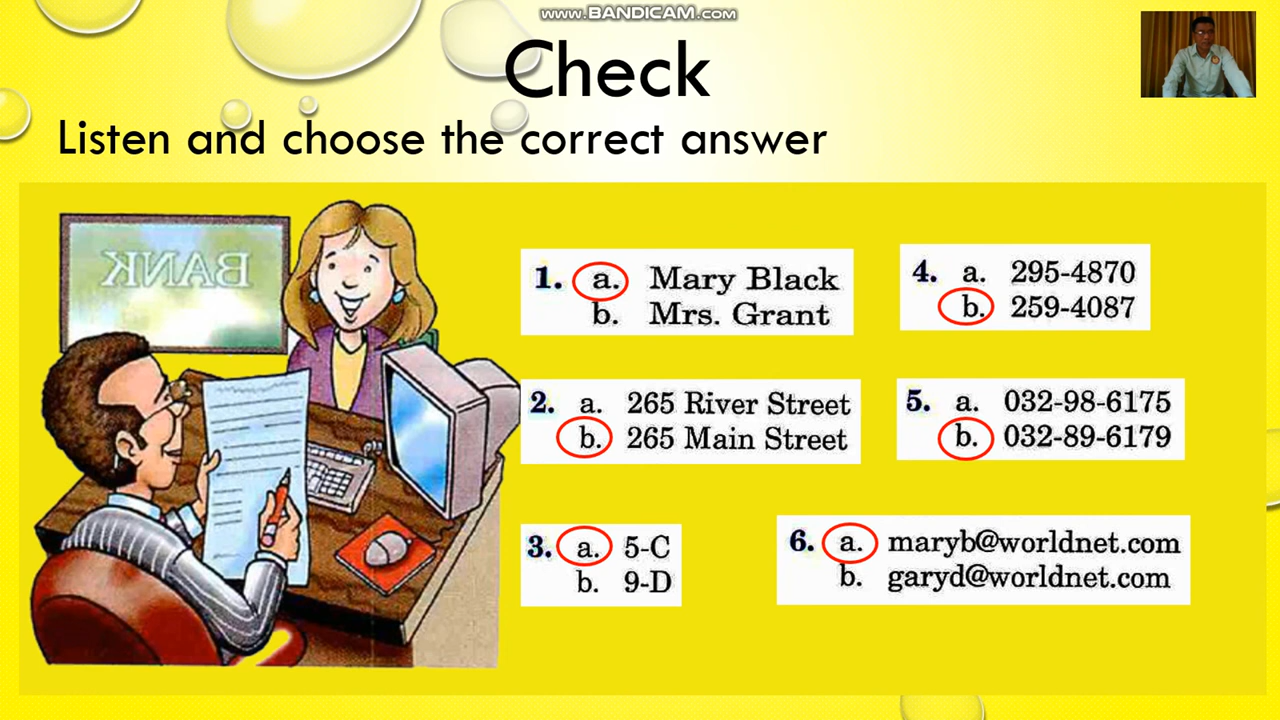 www.BANDICAM.com
Check
Listen and choose the correct answer
BANK
1. a. Mary Black
b. Mrs. Grant
2. a. 265 River Street
b. 265 Main Street
3. a. 5-C
b. 9-D
4. a. 295-4870
b. 259-4087
5. a. 032-98-6175
b. 032-89-6179
6. a. maryb@worldnet.com
b. garyd@worldnet.com